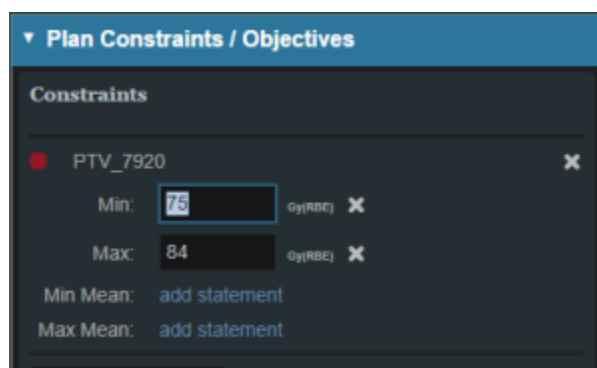 Plan Constraints / Objectives
Constraints
PTV_7920
Min: 75 Gy(RBE)
Max: 84 Gy(RBE)
Min Mean: add statement
Max Mean: add statement